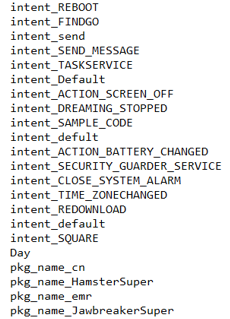 intent_REBOOT
intent_FINDGO
intent_send
intent_SEND_MESSAGE
intent_TASKSERVICE
intent_Default
intent_ACTION_SCREEN_OFF
intent_DREAMING_STOPPED
intent_SAMPLE_CODE
intent_defult
intent_ACTION_BATTERY_CHANGED
intent_SECURITY_GUARDER_SERVICE
intent_CLOSE_SYSTEM_ALARM
intent_TIME_ZONECHANGED
intent_REDOWNLOAD
intent_default
intent_SQUARE
Day
pkg_name_cn
pkg_name_HamsterSuper
pkg_name_emr
pkg_name_JawbreakerSuper